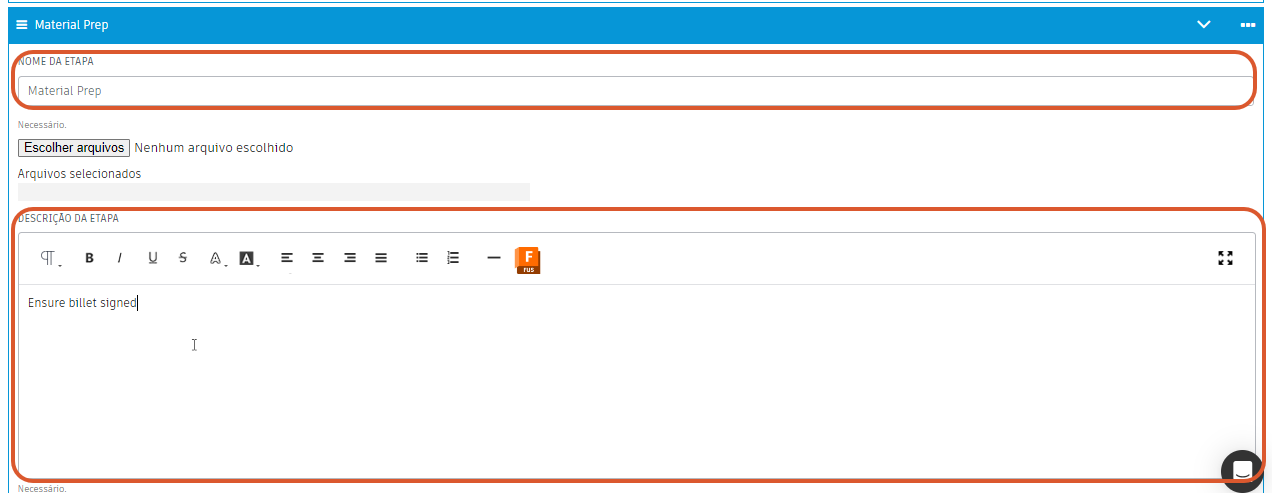 Material Prep
NOME DA ETAPA
Material Prep
Necessário.
Escolher arquivos Nenhum arquivo escolhido
Arquivos selecionados
DESCRIÇÃO DA ETAPA
B I U S A A F FUS
Ensure billet signed
Necessário.